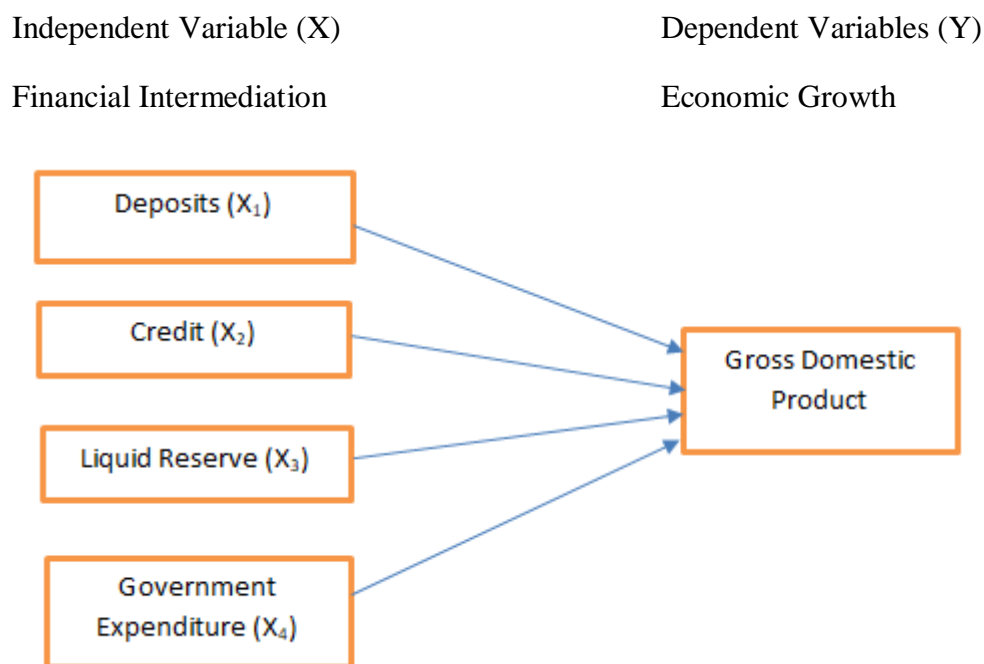 Independent Variable (X)
Dependent Variables (Y)
Financial Intermediation
Economic Growth
Deposits (X₁)
Credit (X₂)
Liquid Reserve (X₃)
Government
Expenditure (X₄)
Gross Domestic
Product